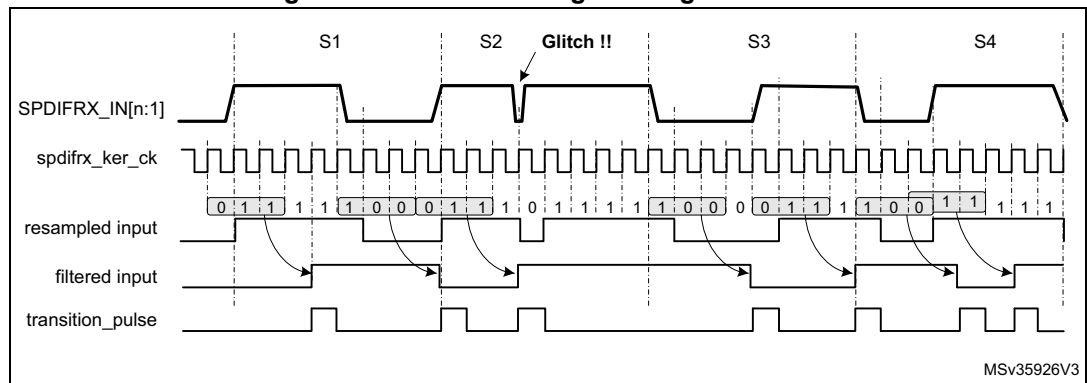 S1 S2 Glitch !! S3 S4
SPDIFRX_IN[n:1]
spdifrx_ker_ck
0 1 1 1 1 1 0 0 0 1 1 1 0 1 1 1 1 1 0 0 0 0 1 1 1 1 0 0 1 1 1 1 1
resampled input
filtered input
transition_pulse
MSv35926V3